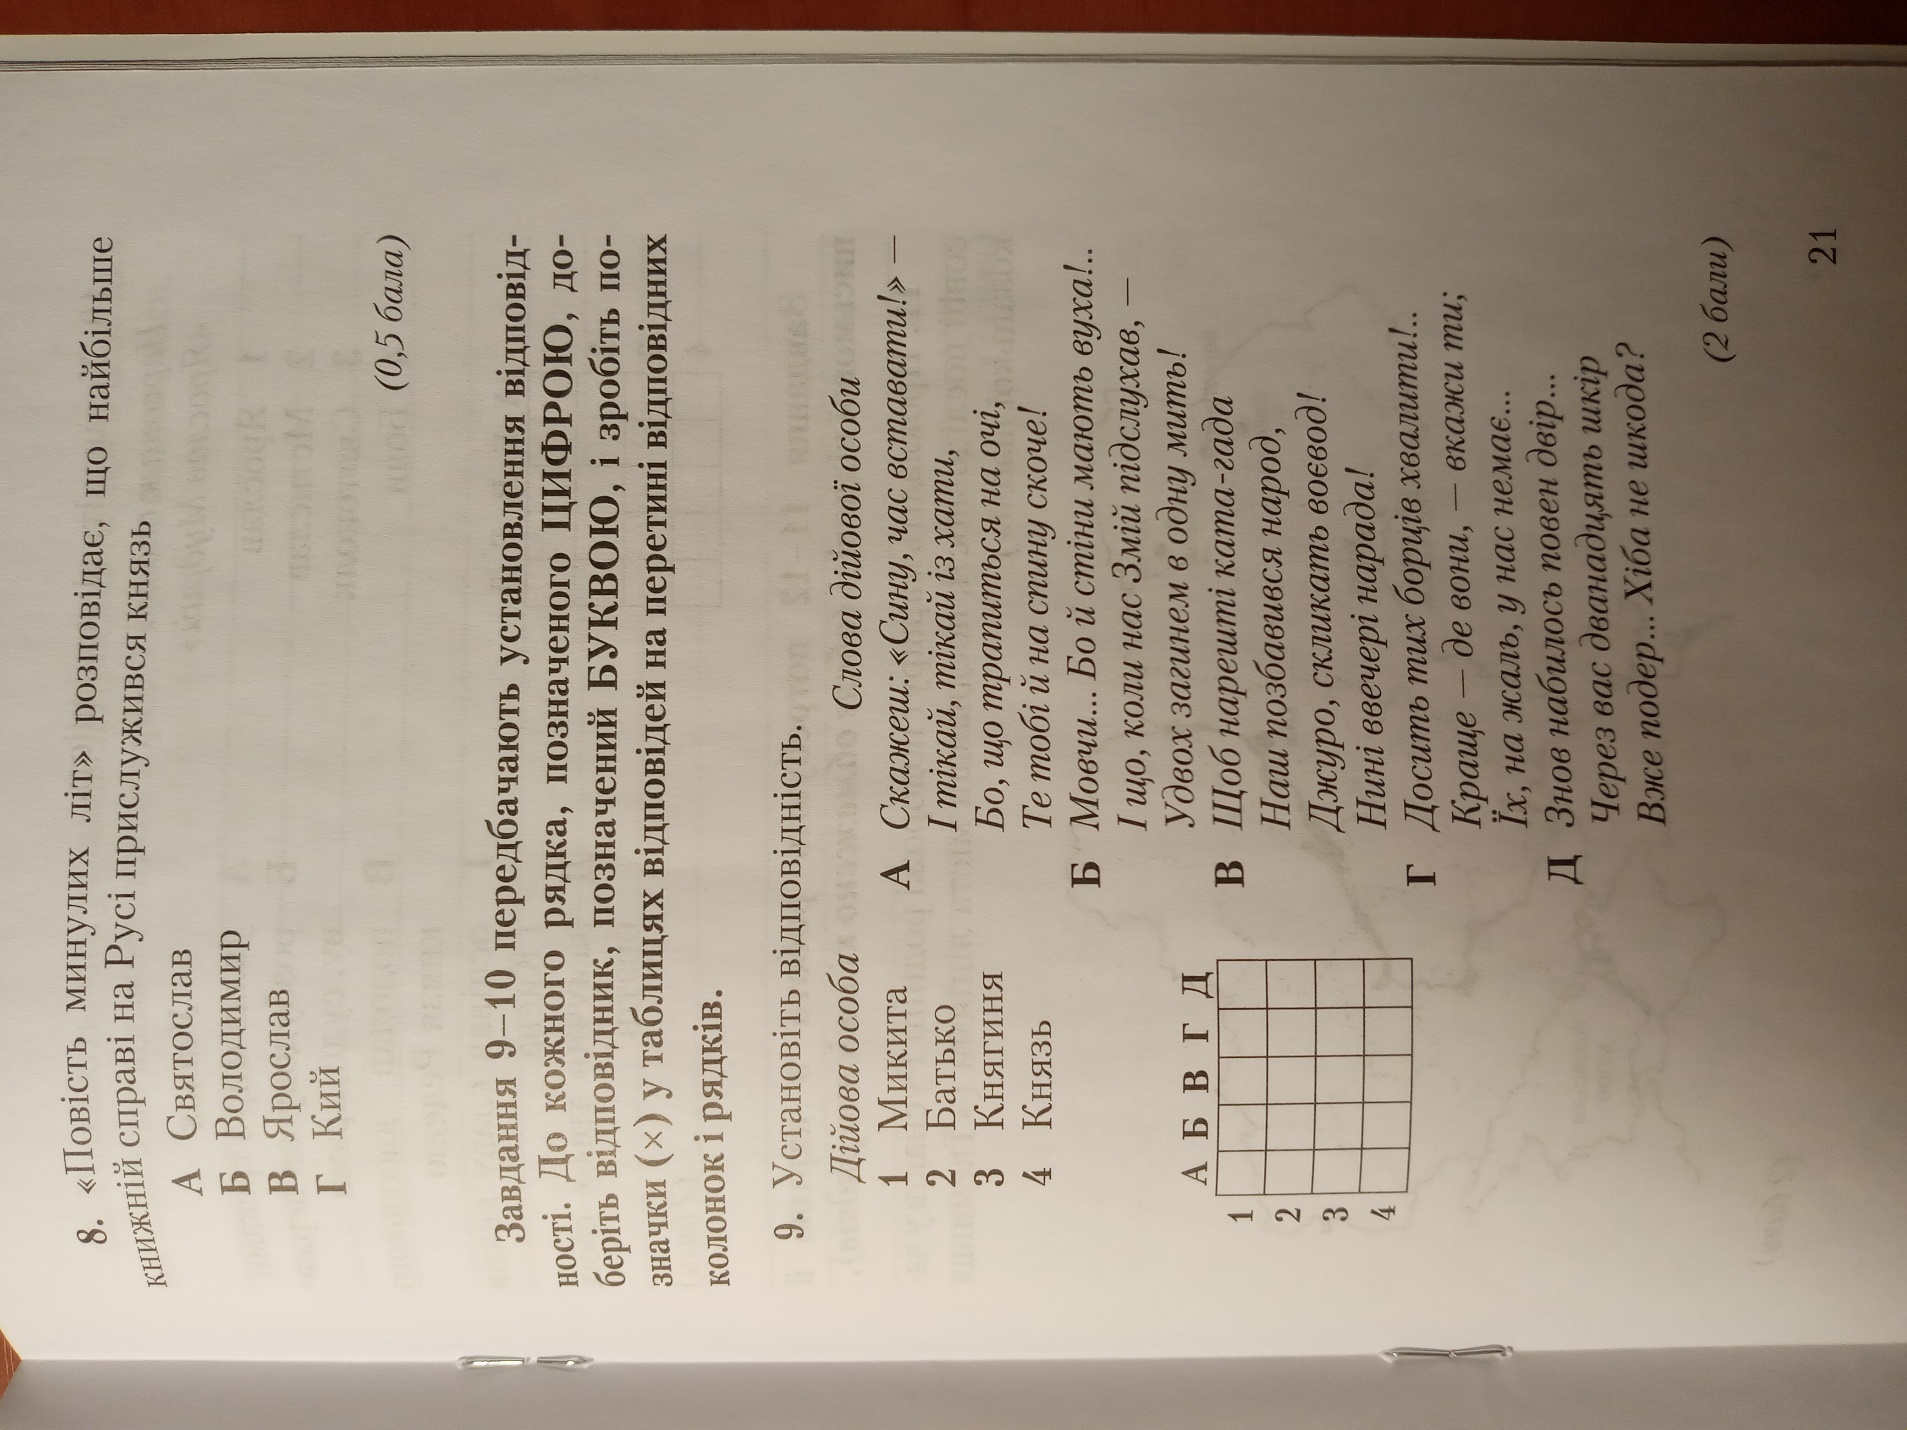 8. «Повість минулих літ» розповідає, що найбільше
книжній справі на Русі прислужився князь
А Святослав
Б Володимир
В Ярослав
Г Кий
(0,5 бала)
Завдання 9–10 передбачають установлення відповід-
ності. До кожного рядка, позначеного ЦИФРОЮ, до-
беріть відповідник, позначений БУКВОЮ, і зробіть по-
значки (×) у таблицях відповідей на перетині відповідних
колонок і рядків.
9. Установіть відповідність.
Дійова особа
1 Микита
2 Батько
3 Княгиня
4 Князь
А Б В Г Д
1
2
3
4
Слова дійової особи
А Скажеш: «Сину, час вставати!» —
І тікай, тікай із хати,
Бо, що трапиться на очі,
Те тобі й на спину скоче!
Б Мовчи... Бо й стіни мають вуха!..
І що, коли нас Змій підслухав, —
Удвох загинем в одну мить!
В Щоб нарешті ката-гада
Наш позбавився народ,
Джуро, скликать воєвод!
Нині ввечері нарада!
Г Досить тих борців хвалити!..
Краще — де вони, — вкажи ти;
Їх, на жаль, у нас немає...
Д Знов набилось повен двір...
Через вас дванадцять шкір
Вже подер... Хіба не шкода?
(2 бали)
21